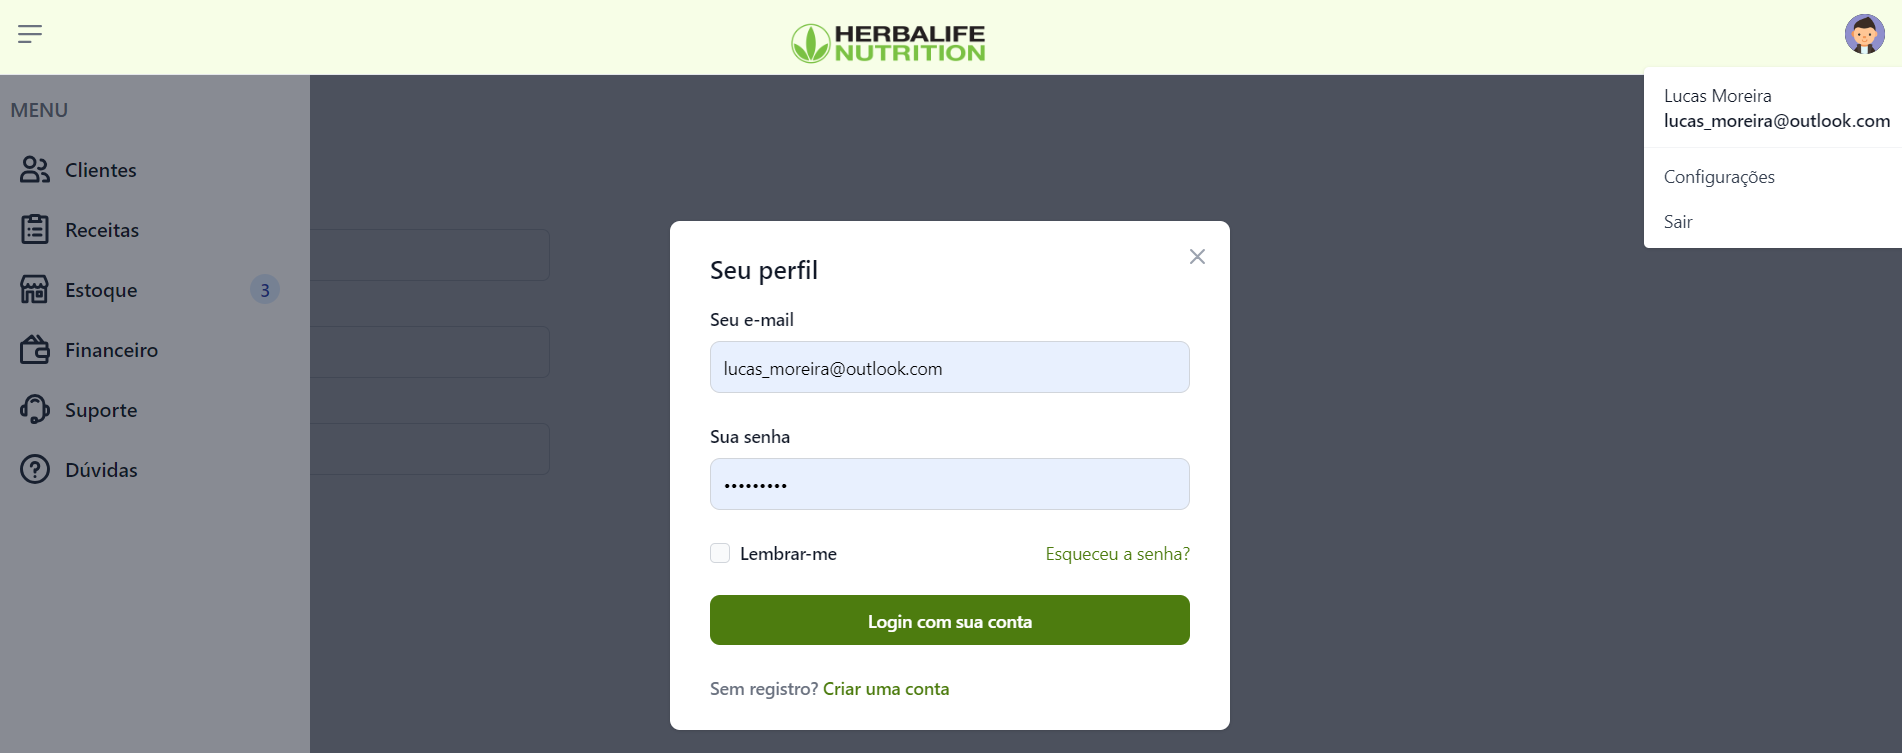 HERBALIFE
NUTRITION
Lucas Moreira
lucas_moreira@outlook.com
Configurações
Sair
MENU
Clientes
Receitas
Estoque 3
Financeiro
Suporte
Dúvidas
Seu perfil
Seu e-mail
lucas_moreira@outlook.com
Sua senha
•••••••••
Lembrar-me Esqueceu a senha?
Login com sua conta
Sem registro? Criar uma conta